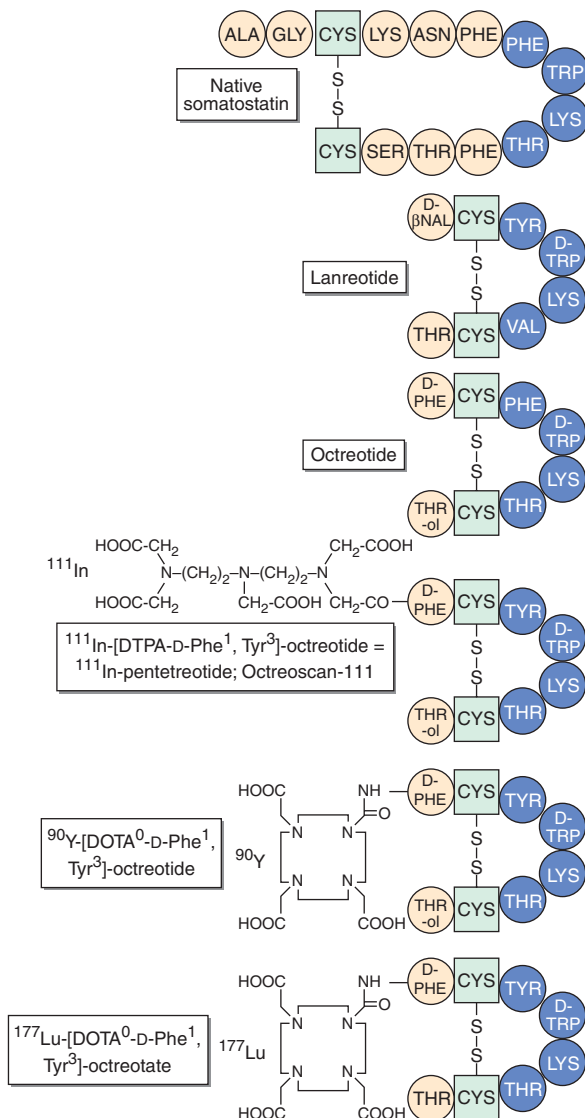 ALA GLY CYS LYS ASN PHE PHE
TRP
S
Native
somatostatin
S
LYS
CYS SER THR PHE THR
D-
βNAL CYS TYR
D-
TRP
S
Lanreotide
S
LYS
THR CYS VAL
D-
PHE CYS PHE
D-
TRP
S
Octreotide
S
LYS
THR
-ol CYS THR
HOOC-CH2 CH2-COOH
111In N-(CH2)2-N-(CH2)2-N
HOOC-CH2 CH2-COOH CH2-CO
D-
PHE CYS TYR
D-
TRP
S
S
LYS
THR
-ol CYS THR
111In-[DTPA-D-Phe1, Tyr3]-octreotide =
111In-pentetreotide; Octreoscan-111
HOOC NH
O
N N
90Y
N N
HOOC COOH
D-
PHE CYS TYR
D-
TRP
S
S
LYS
THR
-ol CYS THR
90Y-[DOTA0-D-Phe1,
Tyr3]-octreotide
HOOC NH
O
N N
177Lu
N N
HOOC COOH
D-
PHE CYS TYR
D-
TRP
S
S
LYS
THR CYS THR
177Lu-[DOTA0-D-Phe1,
Tyr3]-octreotate